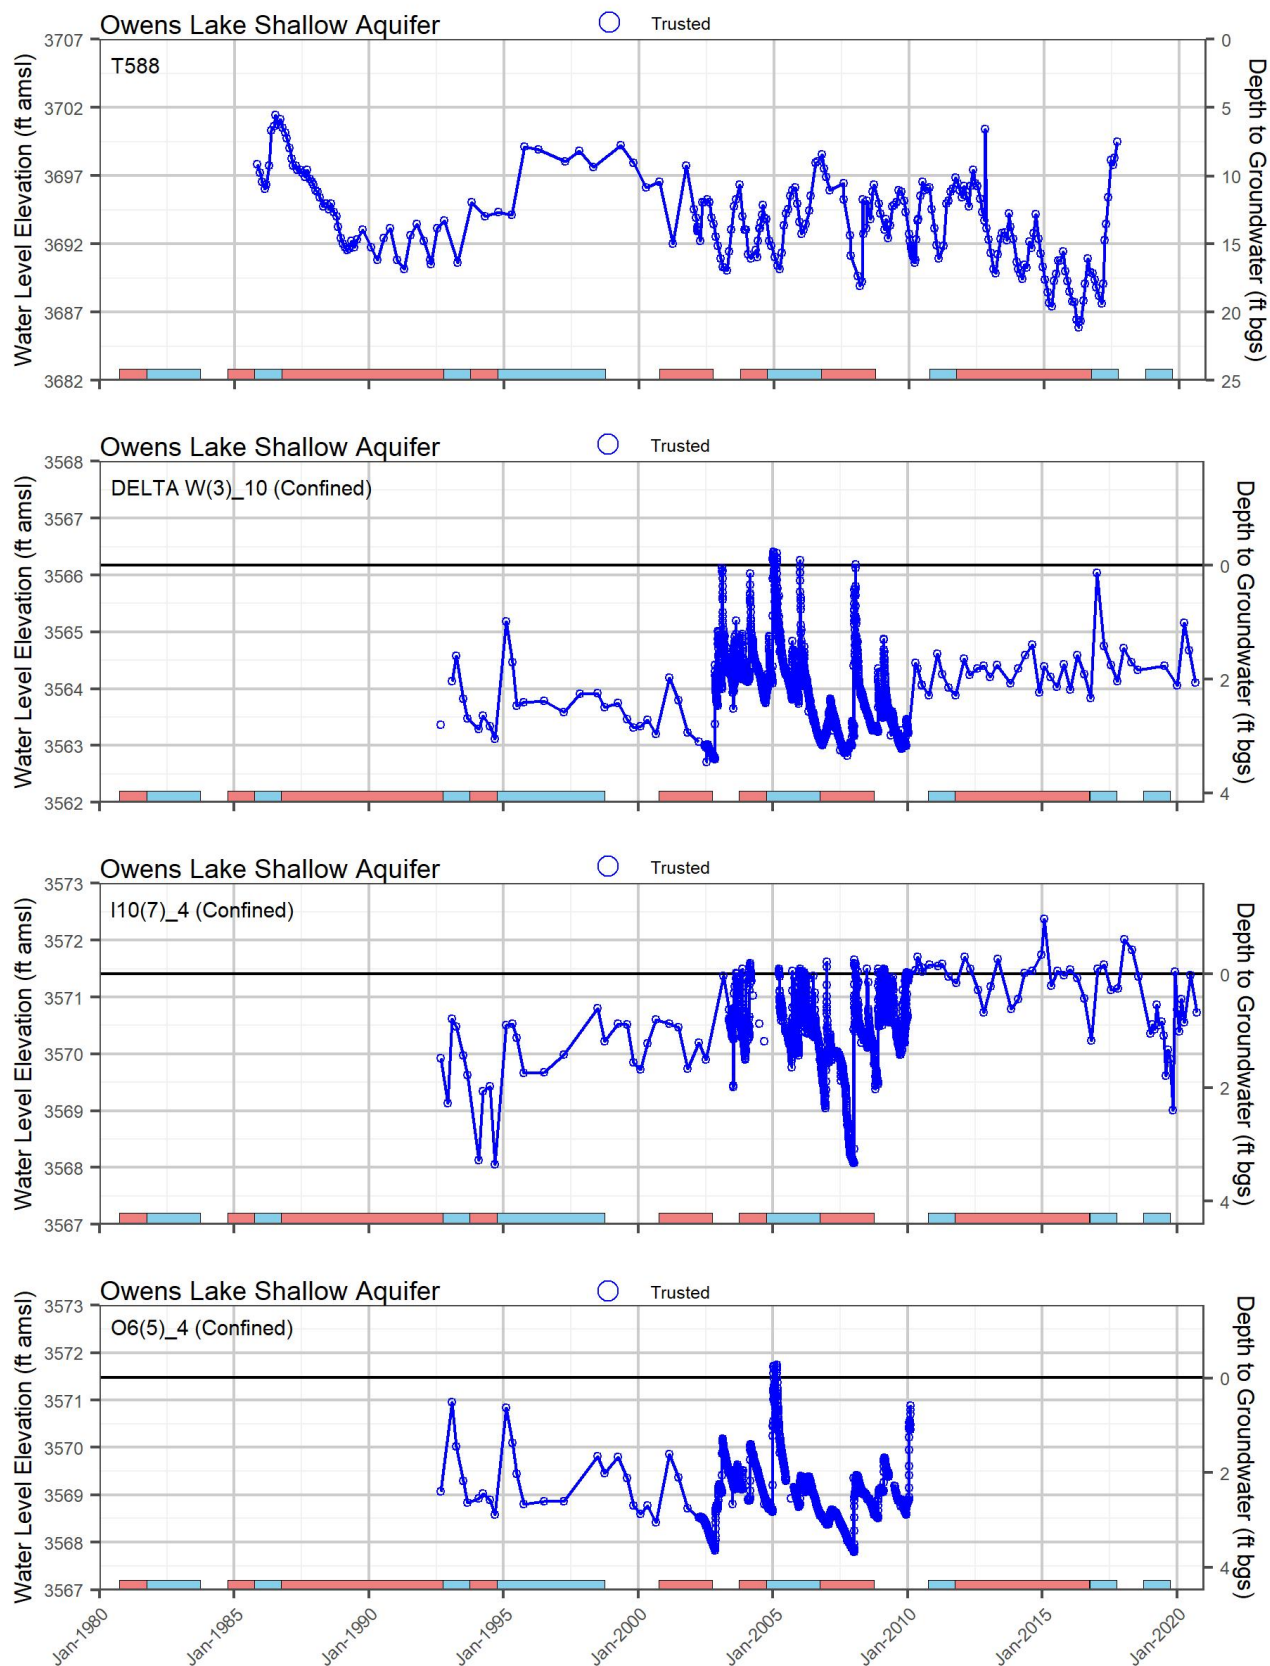 Owens Lake Shallow Aquifer
Trusted
T588
Water Level Elevation (ft amsl)
3707
3702
3697
3692
3687
3682
0
5
10
15
20
25
Depth to Groundwater (ft bgs)
Owens Lake Shallow Aquifer
Trusted
DELTA W(3)_10 (Confined)
Water Level Elevation (ft amsl)
3568
3567
3566
3565
3564
3563
3562
0
2
4
Depth to Groundwater (ft bgs)
Owens Lake Shallow Aquifer
Trusted
I10(7)_4 (Confined)
Water Level Elevation (ft amsl)
3573
3572
3571
3570
3569
3568
3567
0
2
4
Depth to Groundwater (ft bgs)
Owens Lake Shallow Aquifer
Trusted
O6(5)_4 (Confined)
Water Level Elevation (ft amsl)
3573
3572
3571
3570
3569
3568
3567
0
2
4
Depth to Groundwater (ft bgs)
Jan-1980
Jan-1985
Jan-1990
Jan-1995
Jan-2000
Jan-2005
Jan-2010
Jan-2015
Jan-2020